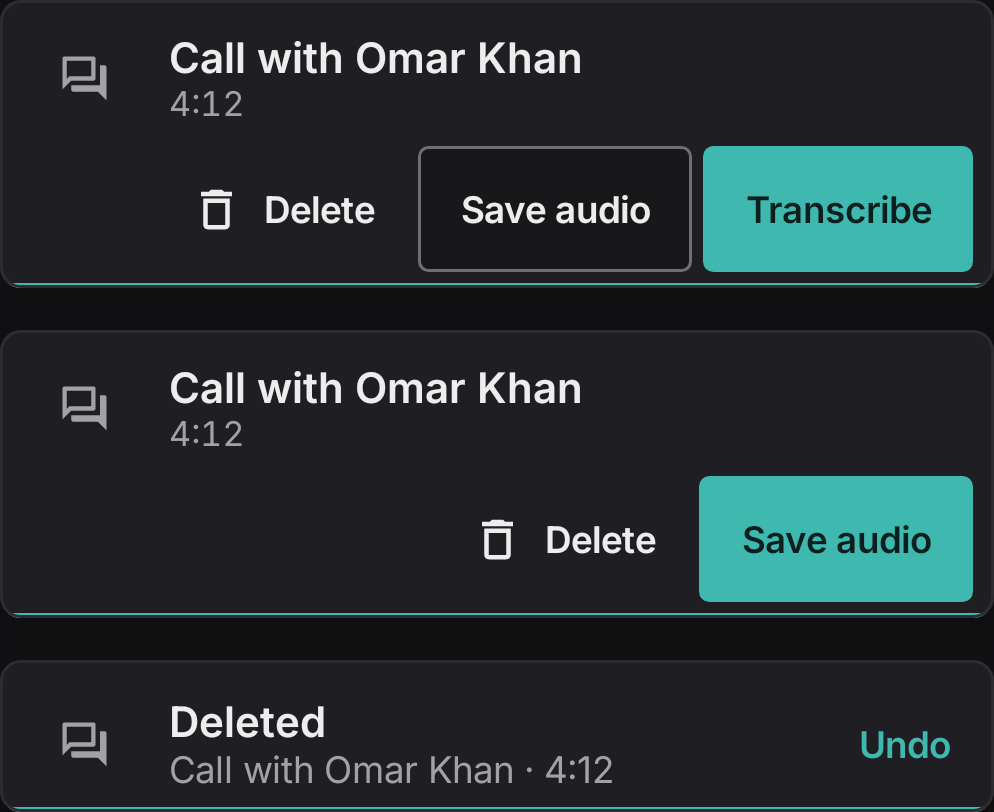 Call with Omar Khan
4:12
Delete
Save audio
Transcribe
Call with Omar Khan
4:12
Delete
Save audio
Deleted
Call with Omar Khan · 4:12
Undo